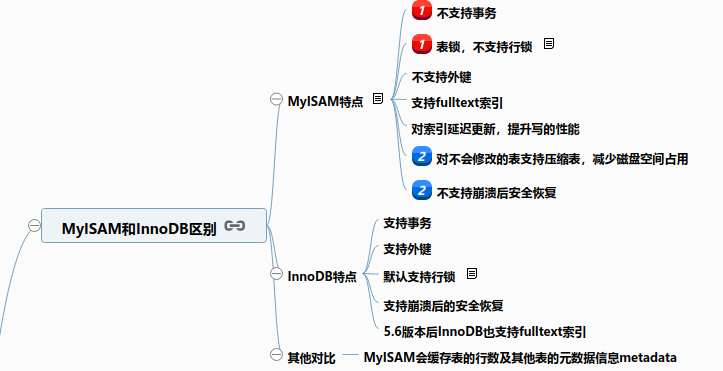 MyISAM和InnoDB区别
MyISAM特点
1 不支持事务
1 表锁，不支持行锁
不支持外键
支持fulltext索引
对索引延迟更新，提升写的性能
2 对不会修改的表支持压缩表，减少磁盘空间占用
2 不支持崩溃后安全恢复
InnoDB特点
支持事务
支持外键
默认支持行锁
支持崩溃后的安全恢复
5.6版本后InnoDB也支持fulltext索引
其他对比
MyISAM会缓存表的行数及其他表的元数据信息metadata